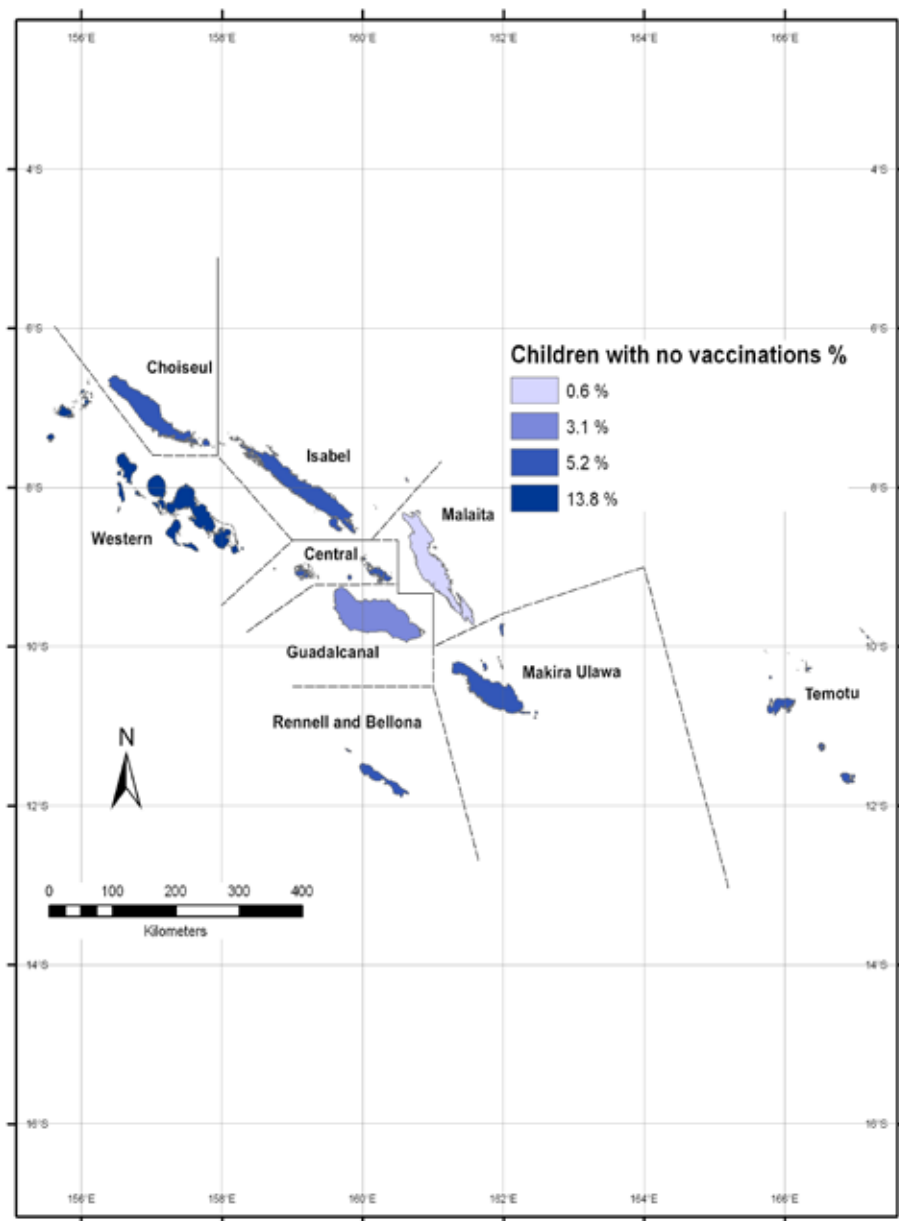 156°E 158°E 160°E 162°E 164°E 166°E
4°S 4°S
6°S 6°S
Children with no vaccinations %
0.6 %
3.1 %
5.2 %
13.8 %
Choiseul
Isabel
8°S 8°S
Malaita
Western
Central
10°S 10°S
Guadalcanal
Makira Ulawa
Temotu
Rennell and Bellona
N
12°S 12°S
0 100 200 300 400
Kilometers
14°S 14°S
16°S 16°S
156°E 158°E 160°E 162°E 164°E 166°E